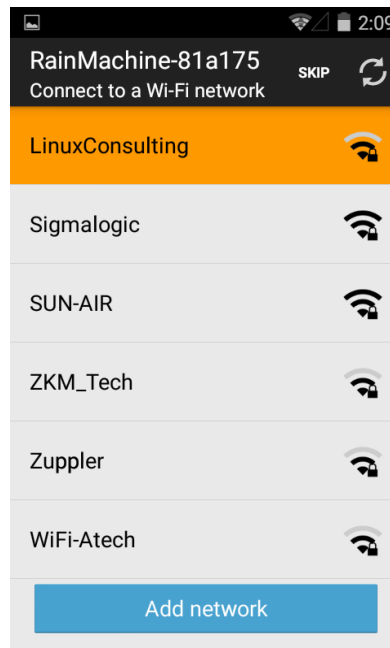 2:09
RainMachine-81a175
Connect to a Wi-Fi network
SKIP
LinuxConsulting
Sigmalogic
SUN-AIR
ZKM_Tech
Zuppler
WiFi-Atech
Add network